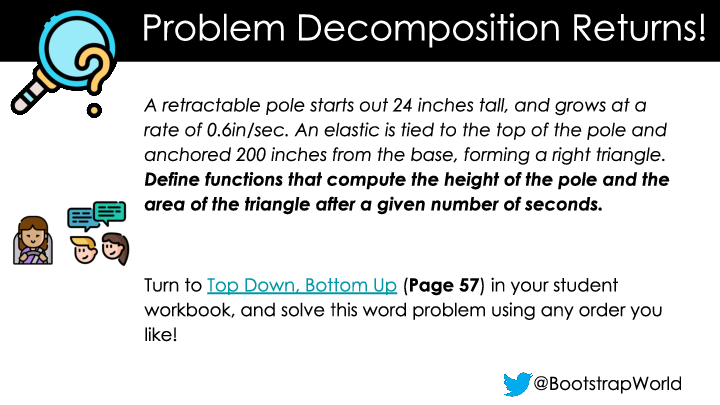 Problem Decomposition Returns!
A retractable pole starts out 24 inches tall, and grows at a
rate of 0.6in/sec. An elastic is tied to the top of the pole and
anchored 200 inches from the base, forming a right triangle.
Define functions that compute the height of the pole and the
area of the triangle after a given number of seconds.
Turn to Top Down, Bottom Up (Page 57) in your student
workbook, and solve this word problem using any order you
like!
@BootstrapWorld